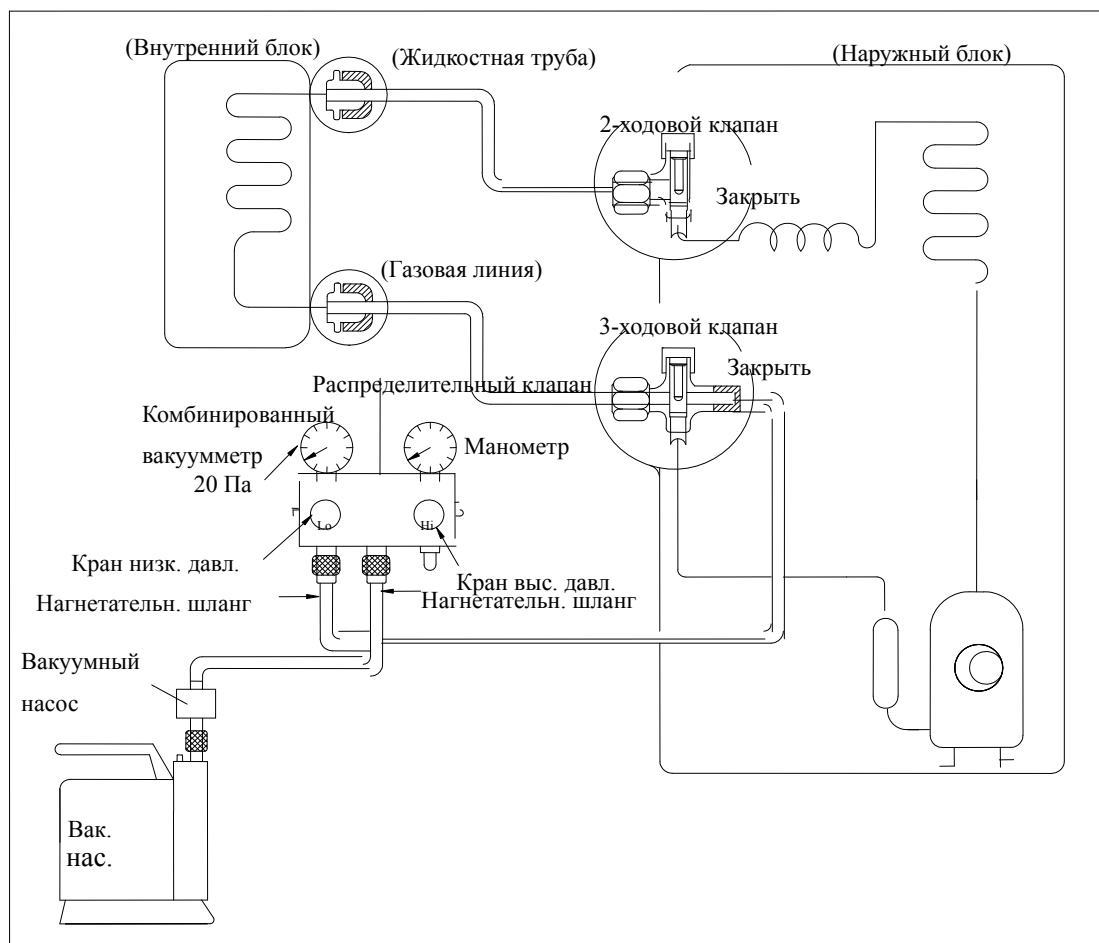 (Внутренний блок)
(Жидкостная труба)
(Наружный блок)
2-ходовой клапан
Закрыть
(Газовая линия)
3-ходовой клапан
Закрыть
Распределительный клапан
Комбинированный
вакуумметр
20 Па
Манометр
Lo
Hi
Кран низк. давл.
Кран выс. давл.
Нагнетательн. шланг
Нагнетательн. шланг
Вакуумный
насос
Вак.
нас.